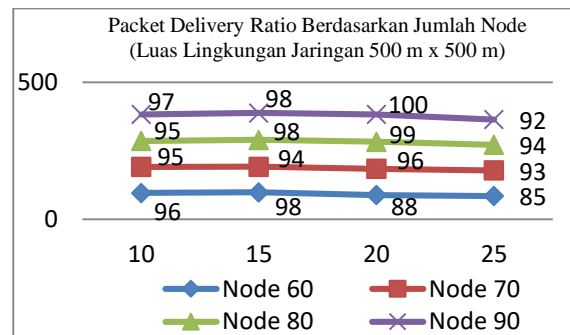 Packet Delivery Ratio Berdasarkan Jumlah Node
(Luas Lingkungan Jaringan 500 m x 500 m)
500
97 98 100 92
95 98 99 94
95 94 96 93
96 98 88 85
0
10 15 20 25
Node 60 Node 70
Node 80 Node 90